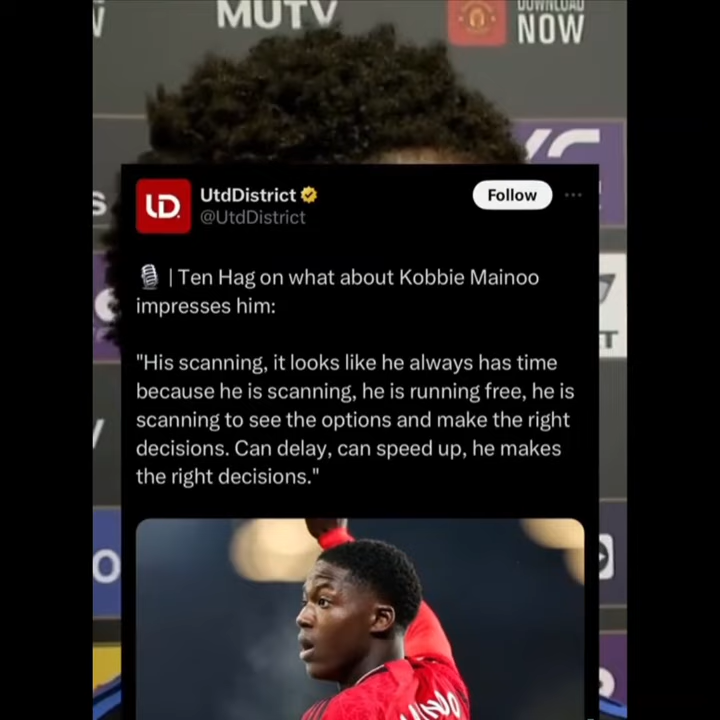 MUTV
DOWNLOAD
NOW
UD.
UtdDistrict
@UtdDistrict
Follow
🎙️ | Ten Hag on what about Kobbie Mainoo
impresses him:
"His scanning, it looks like he always has time
because he is scanning, he is running free, he is
scanning to see the options and make the right
decisions. Can delay, can speed up, he makes
the right decisions."